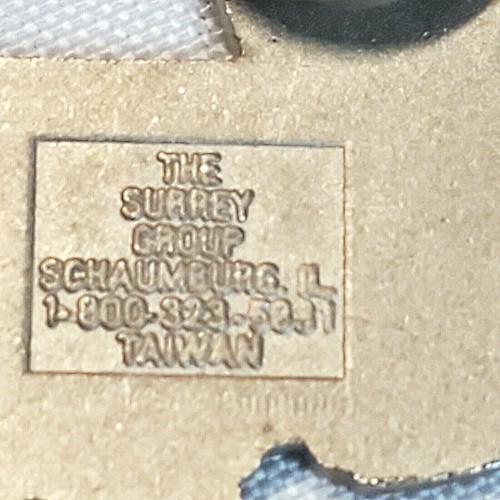 THE
SURREY
GROUP
SCHAUMBURG. IL
TAIWAN